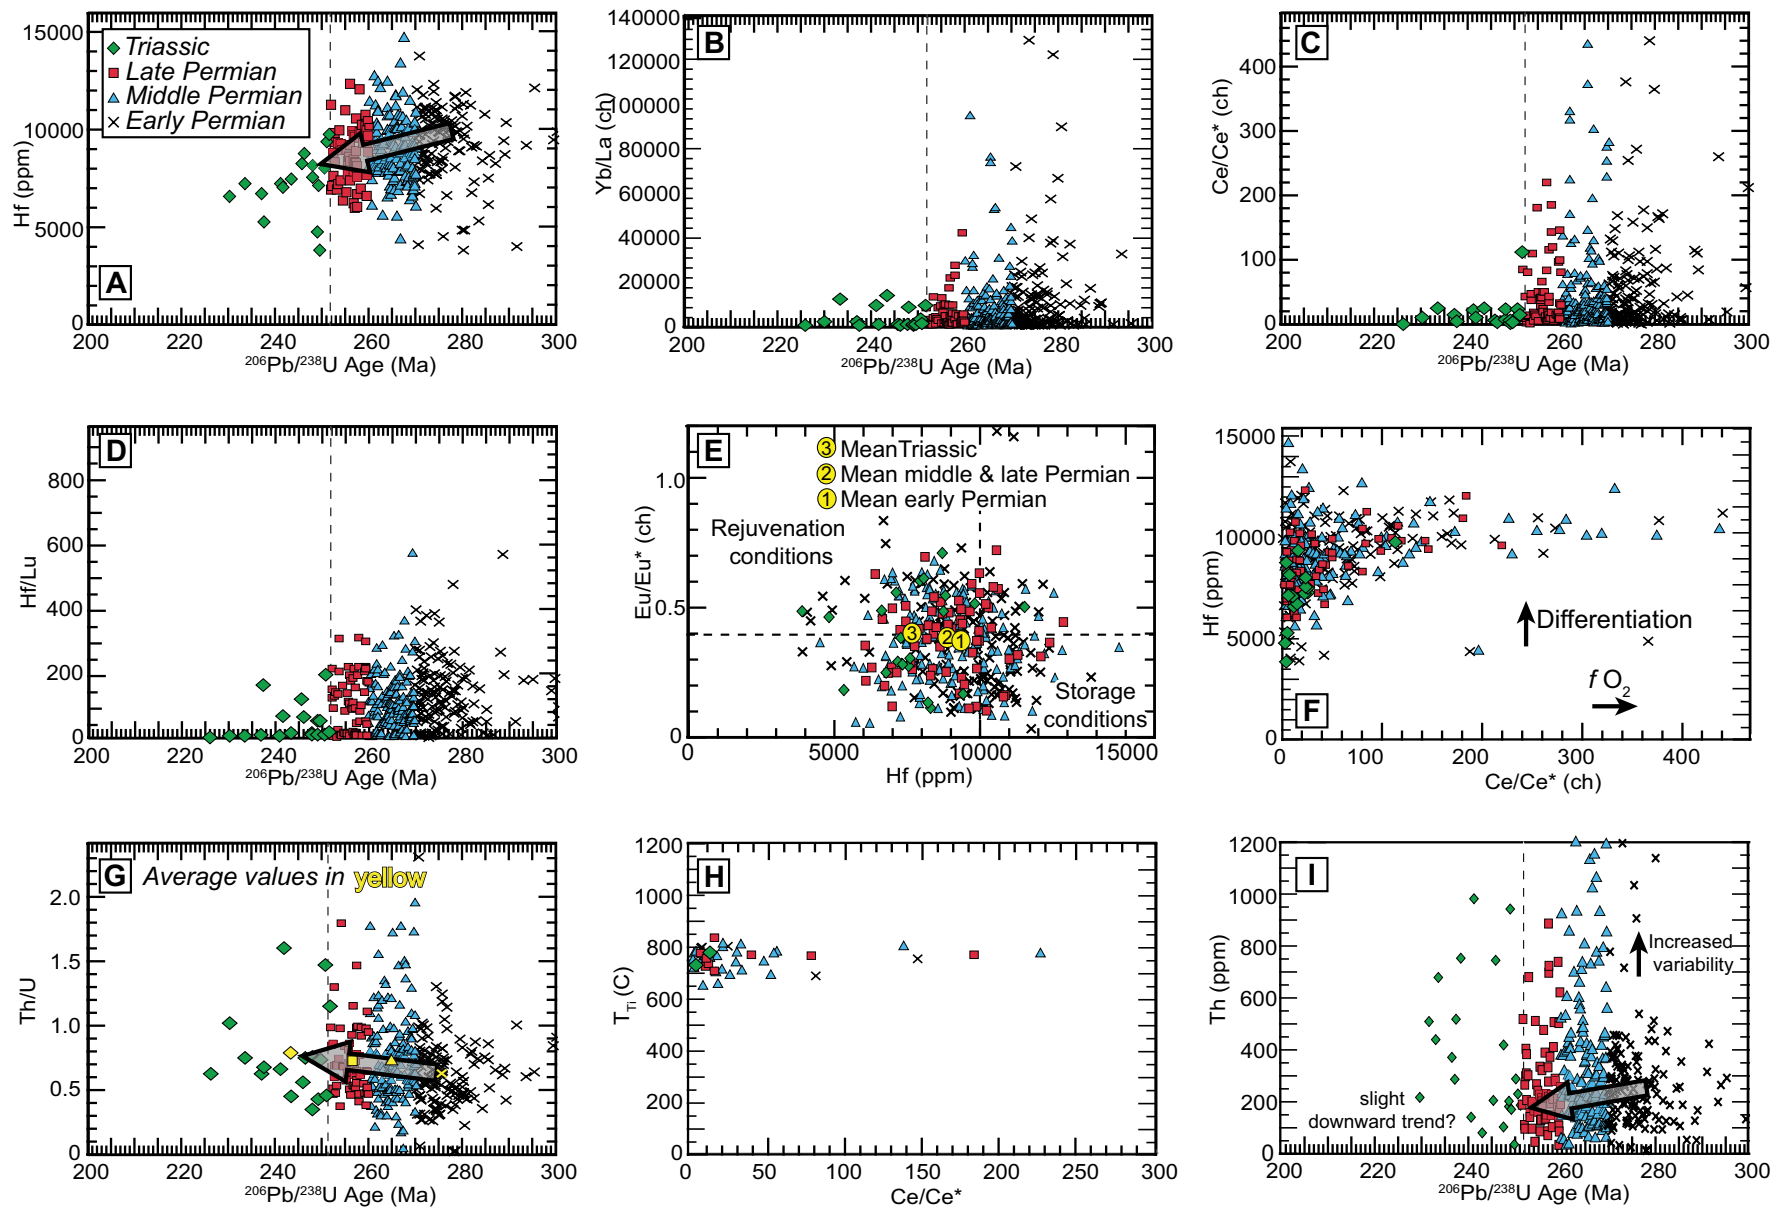 A
Triassic
Late Permian
Middle Permian
Early Permian
15000
10000
5000
0
Hf (ppm)
200 220 240 260 280 300
206Pb/238U Age (Ma)
B
140000
120000
100000
80000
60000
40000
20000
0
Yb/La (ch)
200 220 240 260 280 300
206Pb/238U Age (Ma)
C
400
300
200
100
0
Ce/Ce* (ch)
200 220 240 260 280 300
206Pb/238U Age (Ma)
D
800
600
400
200
0
Hf/Lu
200 220 240 260 280 300
206Pb/238U Age (Ma)
E
3 MeanTriassic
2 Mean middle & late Permian
1 Mean early Permian
Rejuvenation
conditions
3 2 1
Storage
conditions
1.0
0.5
0
Eu/Eu* (ch)
0 5000 10000 15000
Hf (ppm)
F
15000
10000
5000
0
Hf (ppm)
Differentiation
f O2
0 100 200 300 400
Ce/Ce* (ch)
G
Average values in yellow
2.0
1.5
1.0
0.5
0
Th/U
200 220 240 260 280 300
206Pb/238U Age (Ma)
H
1200
1000
800
600
400
200
0
TTi (C)
0 50 100 150 200 250 300
Ce/Ce*
I
1200
1000
800
600
400
200
0
Th (ppm)
Increased
variability
slight
downward trend?
200 220 240 260 280 300
206Pb/238U Age (Ma)